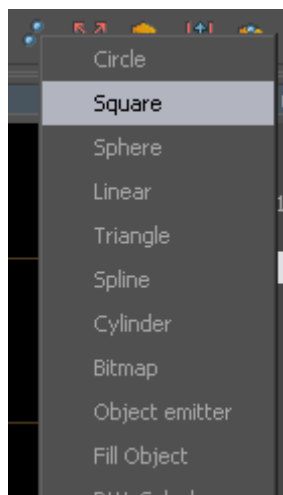 Circle
Square
Sphere
Linear
Triangle
Spline
Cylinder
Bitmap
Object emitter
Fill Object